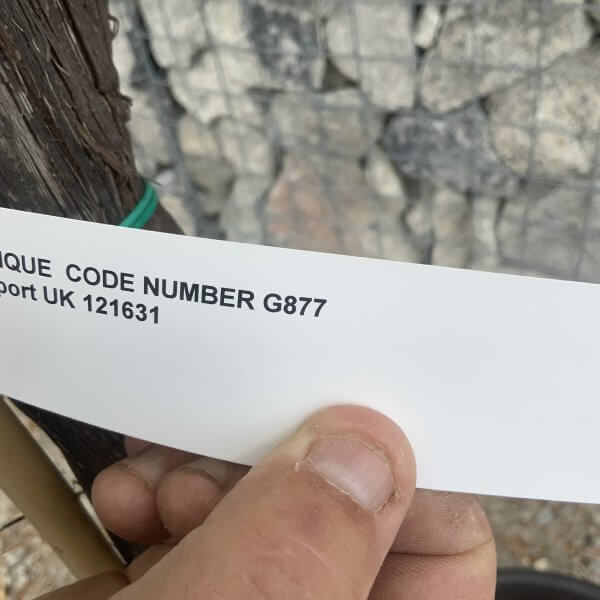 IQUE CODE NUMBER G877
port UK 121631